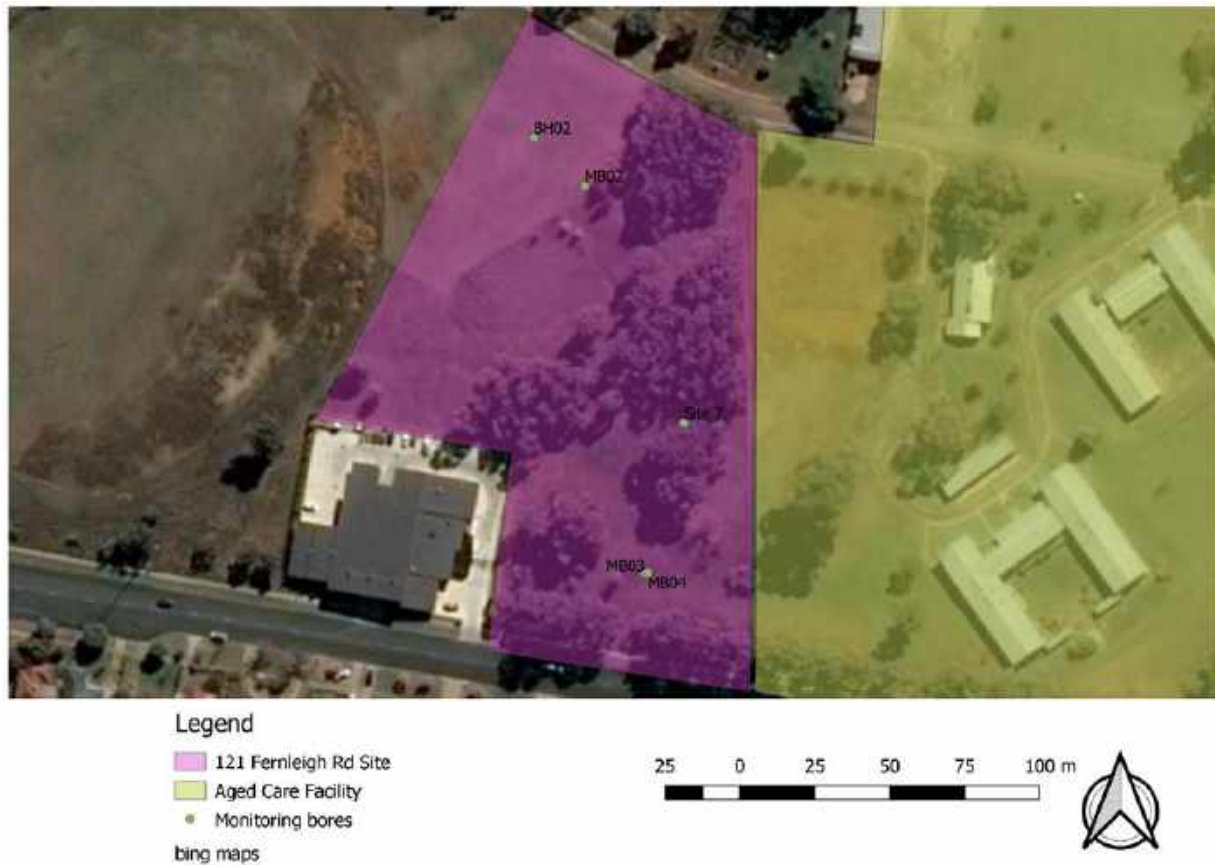 BH02
MB02
Site 7
MB03
MB04
Legend
121 Fernleigh Rd Site
Aged Care Facility
Monitoring bores
bing maps
25 0 25 50 75 100 m